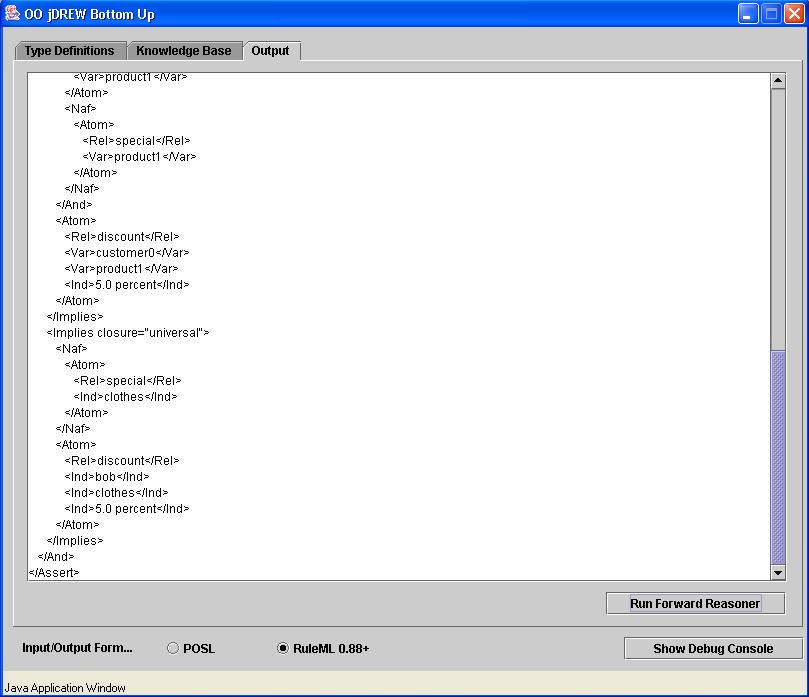 OO jDREW Bottom Up
Type Definitions Knowledge Base Output
<Var>product1</Var>
</Atom>
<Naf>
<Atom>
<Rel>special</Rel>
<Var>product1</Var>
</Atom>
</Naf>
</And>
<Atom>
<Rel>discount</Rel>
<Var>customer0</Var>
<Var>product1</Var>
<Ind>5.0 percent</Ind>
</Atom>
</Implies>
<Implies closure="universal">
<Naf>
<Atom>
<Rel>special</Rel>
<Ind>clothes</Ind>
</Atom>
</Naf>
<Atom>
<Rel>discount</Rel>
<Ind>bob</Ind>
<Ind>clothes</Ind>
<Ind>5.0 percent</Ind>
</Atom>
</Implies>
</And>
</Assert>
Run Forward Reasoner
Input/Output Form... POSL RuleML 0.88+ Show Debug Console
Java Application Window